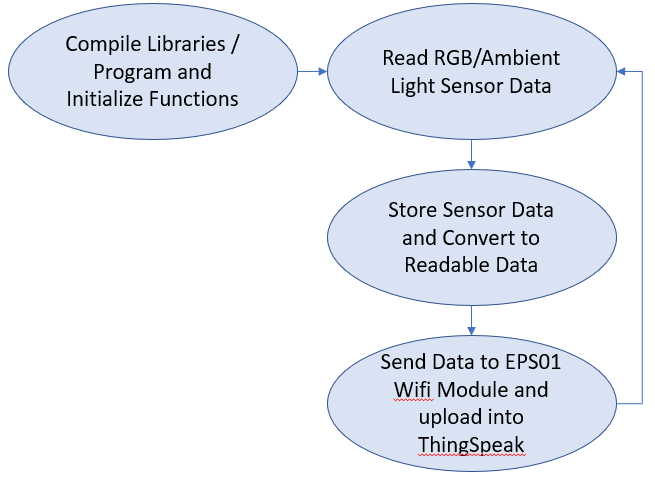 Compile Libraries /
Program and
Initialize Functions
Read RGB/Ambient
Light Sensor Data
Store Sensor Data
and Convert to
Readable Data
Send Data to EPS01
Wifi Module and
upload into
ThingSpeak